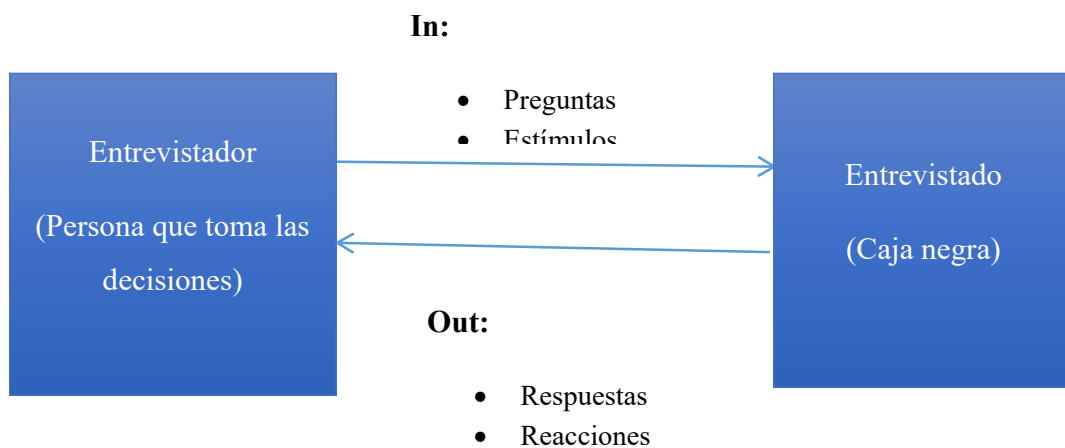 In:
• Preguntas
• Estímulos
Entrevistador
(Persona que toma las
decisiones)
Entrevistado
(Caja negra)
Out:
• Respuestas
• Reacciones